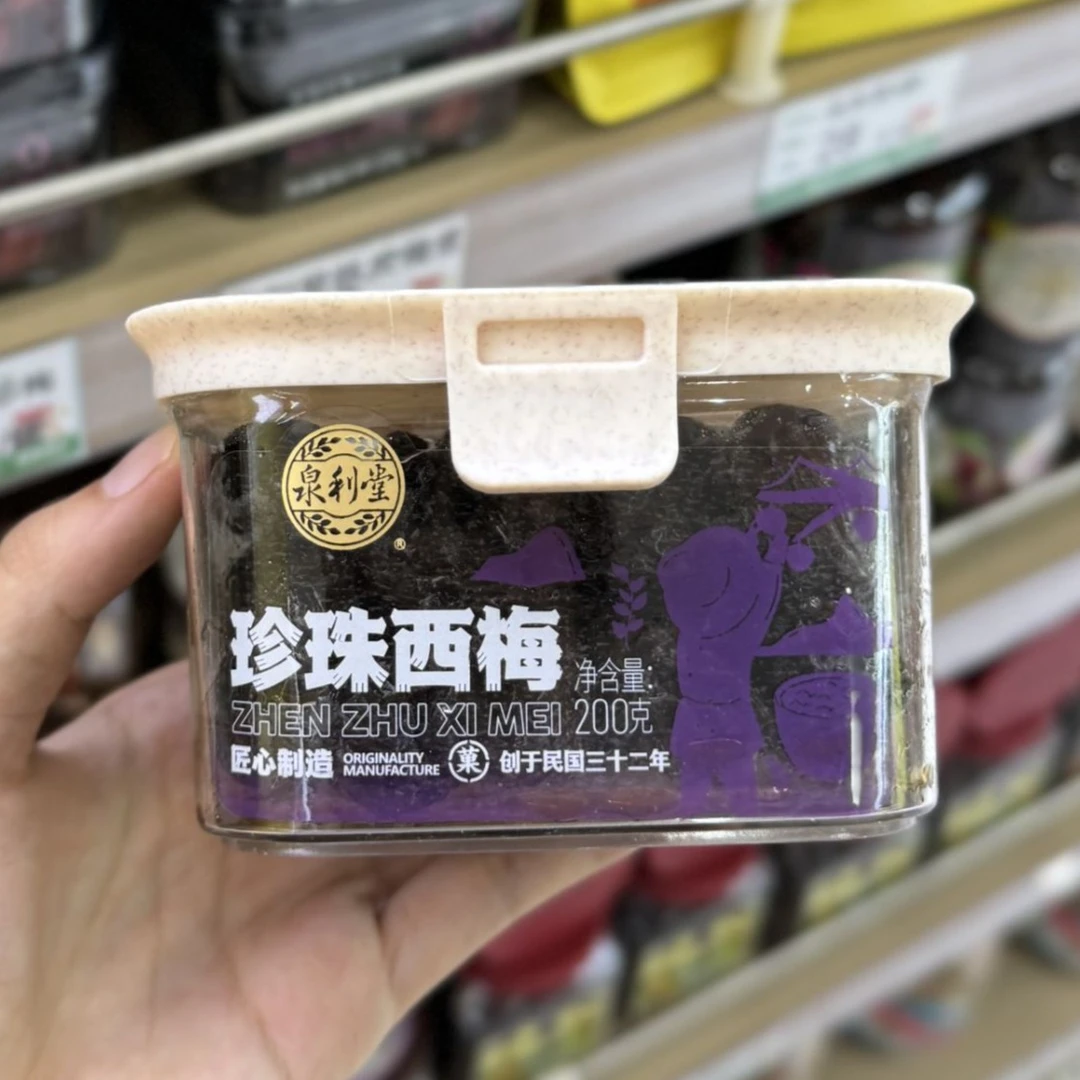 泉利堂
®
珍珠西梅
ZHEN ZHU XI MEI
净含量:
200克
匠心制造
ORIGINALITY
MANUFACTURE
菓
创于民国三十二年